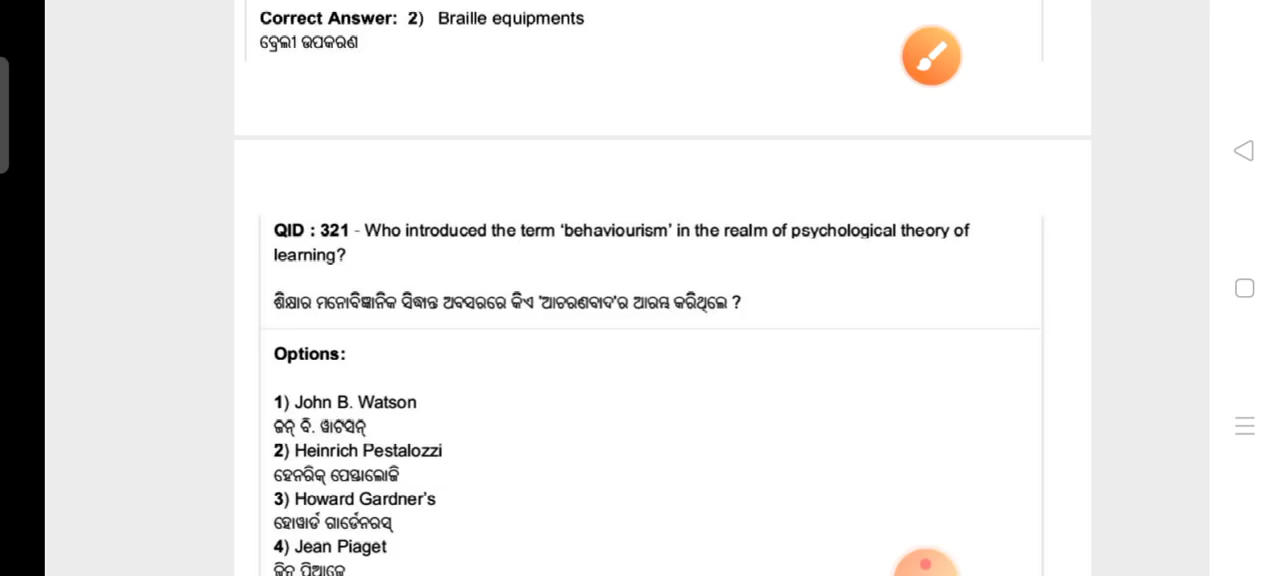 Correct Answer: 2) Braille equipments
ବ୍ରେଲୀ ଉପକରଣ
QID : 321 - Who introduced the term ‘behaviourism’ in the realm of psychological theory of
learning?
ଶିକ୍ଷାର ମନୋବିଜ୍ଞାନିକ ସିଦ୍ଧାନ୍ତ ଅବସରରେ କିଏ 'ଆଚରଣବାଦ'ର ଆରମ୍ଭ କରିଥିଲେ ?
Options:
1) John B. Watson
ଜନ୍ ବି. ୱାଟସନ୍
2) Heinrich Pestalozzi
ହେନରିକ୍ ପେସ୍ତାଲୋଜି
3) Howard Gardner's
ହୋୱାର୍ଡ ଗାର୍ଡେନରସ୍
4) Jean Piaget
ଜିନ ପିଆଜେ